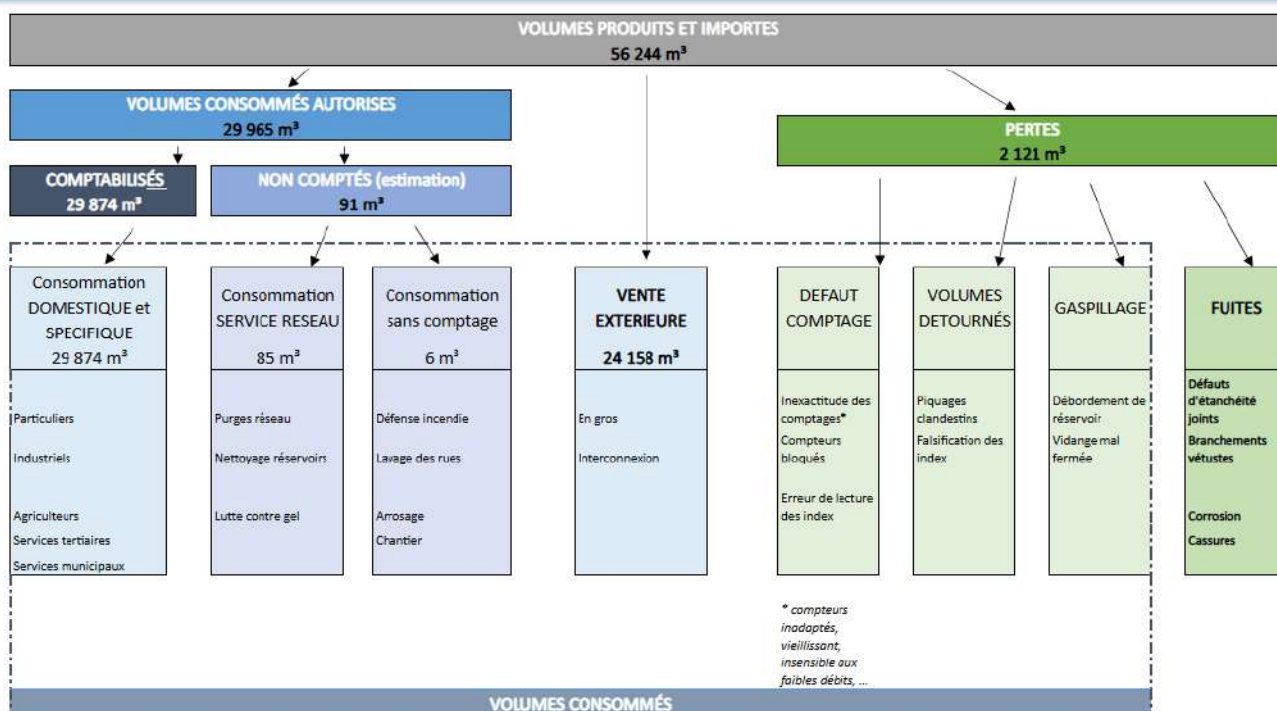 VOLUMES PRODUITS ET IMPORTES
56 244 m³
VOLUMES CONSOMMÉS AUTORISES
29 965 m³
PERTES
2 121 m³
COMPTABILISÉS
29 874 m³
NON COMPTÉS (estimation)
91 m³
Consommation
DOMESTIQUE et
SPECIFIQUE
29 874 m³
Particuliers
Industriels
Agriculteurs
Services tertiaires
Services municipaux
Consommation
SERVICE RESEAU
85 m³
Purges réseau
Nettoyage réservoirs
Lutte contre gel
Consommation
sans comptage
6 m³
Défense incendie
Lavage des rues
Arrosage
Chantier
VENTE
EXTERIEURE
24 158 m³
En gros
Interconnexion
DEFAUT
COMPTAGE
Inexactitude des
comptages*
Compteurs
bloqués
Erreur de lecture
des index
* compteurs
inadaptés,
vieillissant,
insensible aux
faibles débits, ...
VOLUMES
DETOURNÉS
Piquages
clandestins
Falsification des
index
GASPILLAGE
Débordement de
réservoir
Vidange mal
fermée
FUITES
Défauts
d'étanchéité
joints
Branchements
vétustes
Corrosion
Cassures
VOLUMES CONSOMMÉS